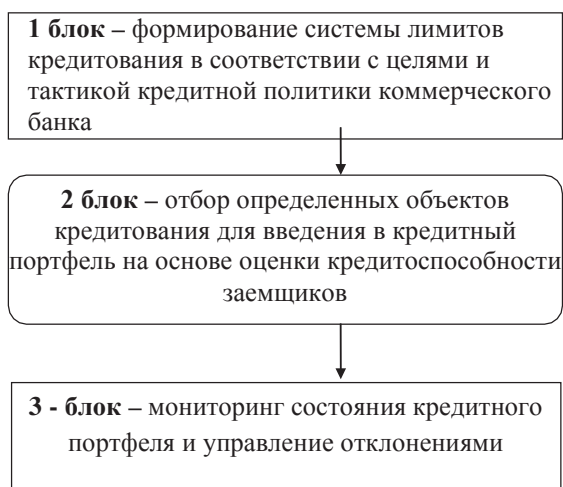 1 блок – формирование системы лимитов
кредитования в соответствии с целями и
тактикой кредитной политики коммерческого
банка
2 блок – отбор определенных объектов
кредитования для введения в кредитный
портфель на основе оценки кредитоспособности
заемщиков
3 - блок – мониторинг состояния кредитного
портфеля и управление отклонениями